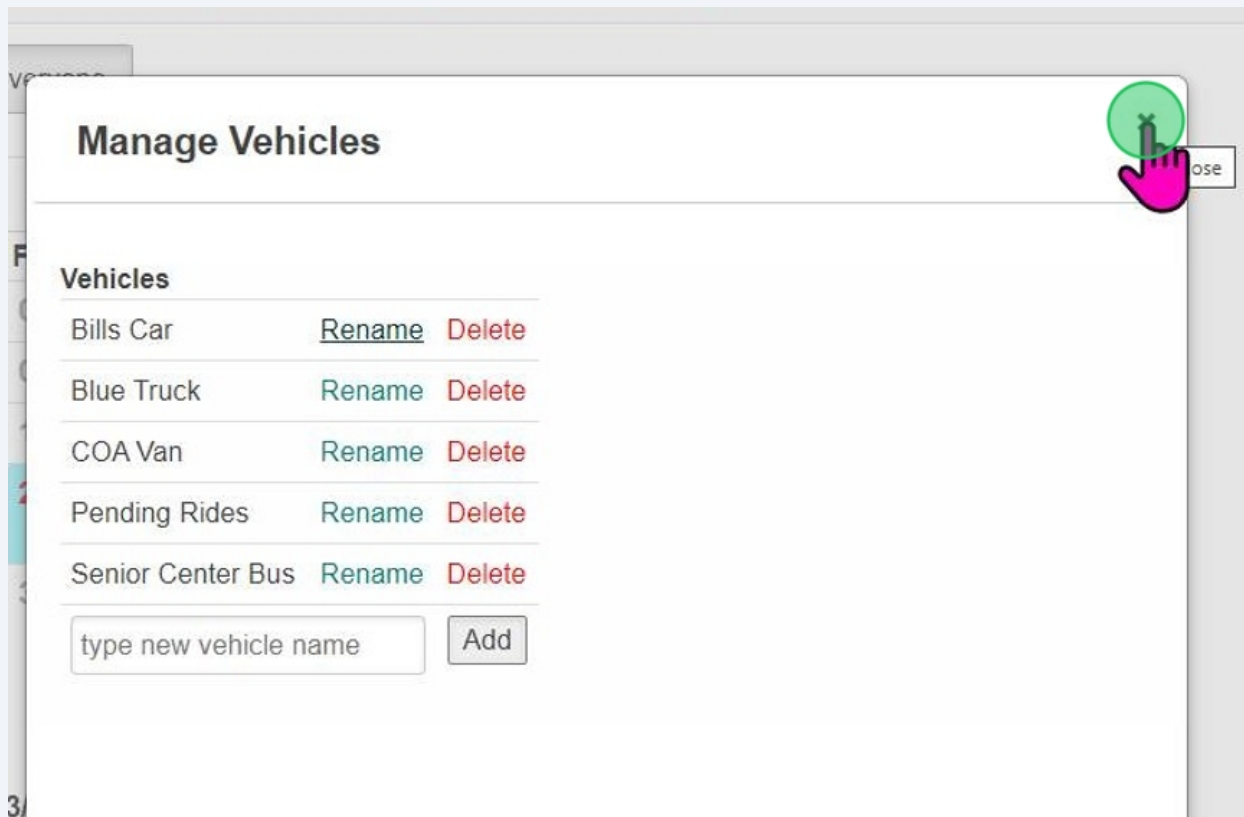 Manage Vehicles
×
Vehicles
Bills Car Rename Delete
Blue Truck Rename Delete
COA Van Rename Delete
Pending Rides Rename Delete
Senior Center Bus Rename Delete
type new vehicle name Add
3/